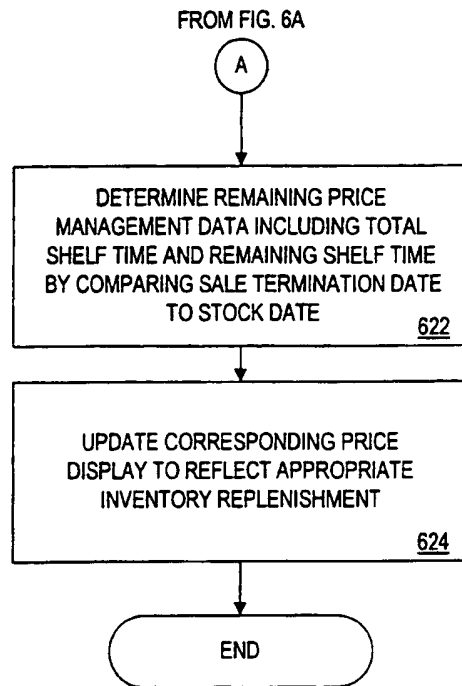 FROM FIG. 6A
A
DETERMINE REMAINING PRICE
MANAGEMENT DATA INCLUDING TOTAL
SHELF TIME AND REMAINING SHELF TIME
BY COMPARING SALE TERMINATION DATE
TO STOCK DATE
622
UPDATE CORRESPONDING PRICE
DISPLAY TO REFLECT APPROPRIATE
INVENTORY REPLENISHMENT
624
END